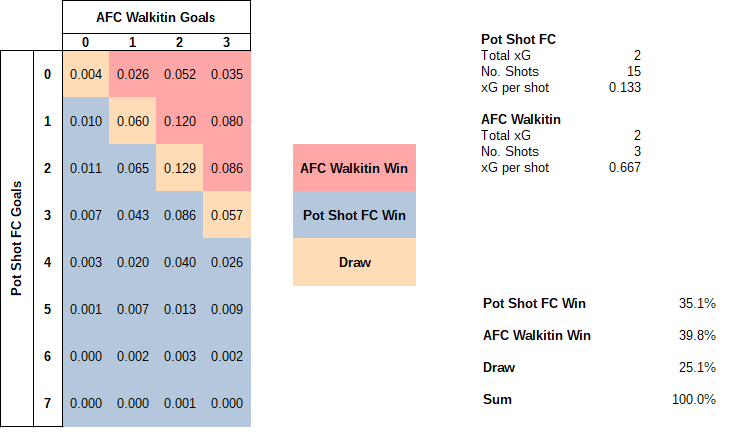 AFC Walkitin Goals
0 1 2 3
Pot Shot FC Goals
0 0.004 0.026 0.052 0.035
1 0.010 0.060 0.120 0.080
2 0.011 0.065 0.129 0.086
3 0.007 0.043 0.086 0.057
4 0.003 0.020 0.040 0.026
5 0.001 0.007 0.013 0.009
6 0.000 0.002 0.003 0.002
7 0.000 0.000 0.001 0.000
AFC Walkitin Win
Pot Shot FC Win
Draw
Pot Shot FC
Total xG 2
No. Shots 15
xG per shot 0.133
AFC Walkitin
Total xG 2
No. Shots 3
xG per shot 0.667
Pot Shot FC Win 35.1%
AFC Walkitin Win 39.8%
Draw 25.1%
Sum 100.0%